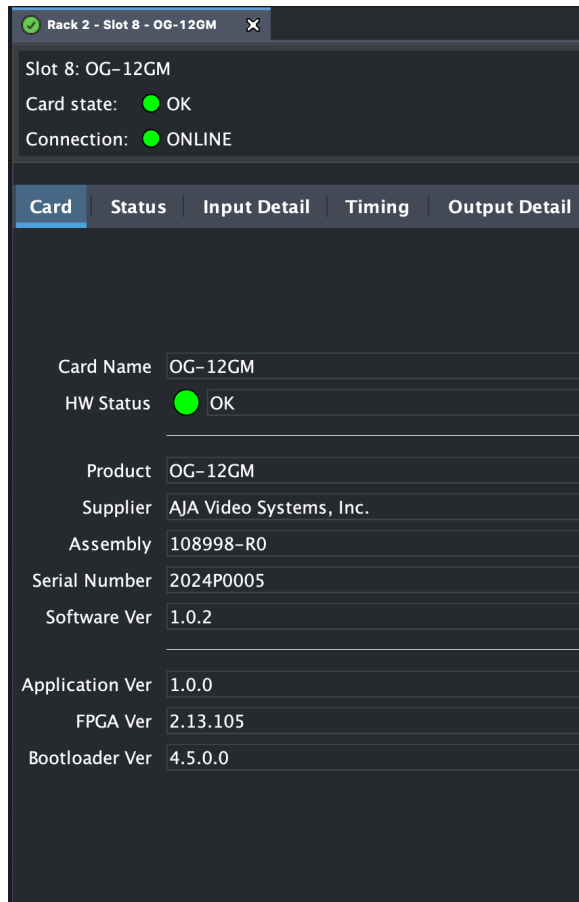 Rack 2 - Slot 8 - OG-12GM X
Slot 8: OG-12GM
Card state: OK
Connection: ONLINE
Card Status Input Detail Timing Output Detail
Card Name OG-12GM
HW Status OK
Product OG-12GM
Supplier AJA Video Systems, Inc.
Assembly 108998-R0
Serial Number 2024P0005
Software Ver 1.0.2
Application Ver 1.0.0
FPGA Ver 2.13.105
Bootloader Ver 4.5.0.0